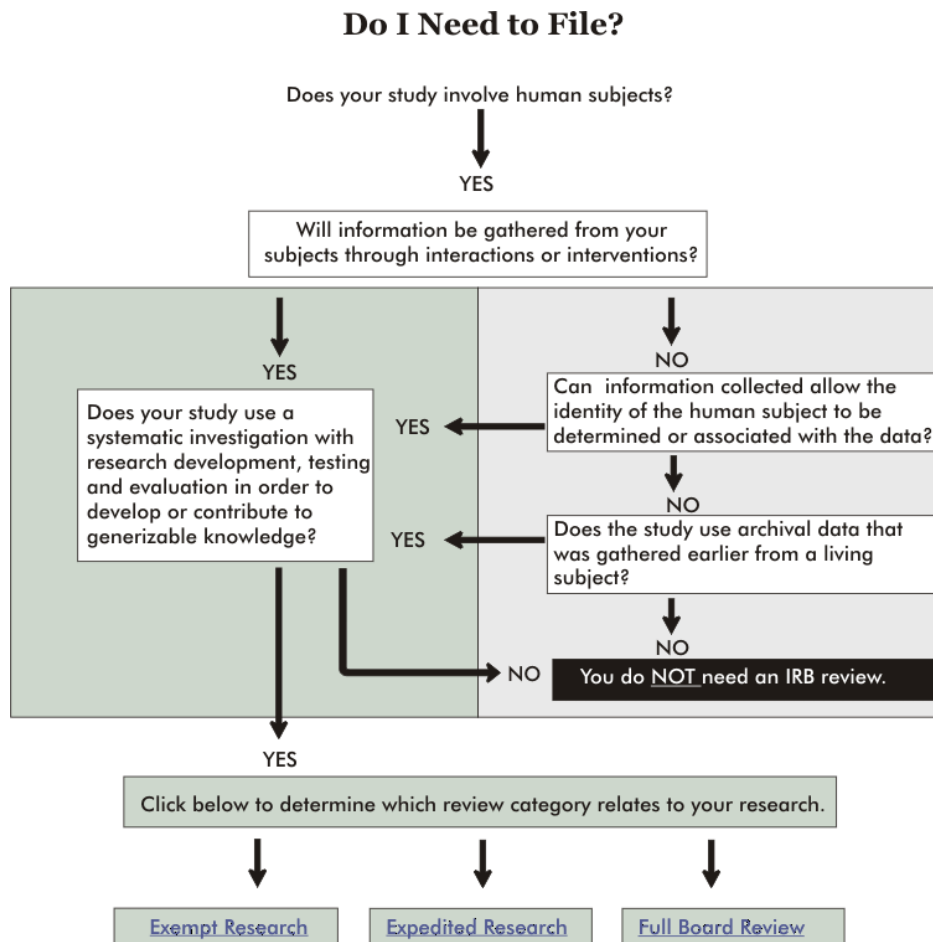 Do I Need to File?
Does your study involve human subjects?
YES
Will information be gathered from your
subjects through interactions or interventions?
YES
NO
Does your study use a
systematic investigation with
research development, testing
and evaluation in order to
develop or contribute to
generizable knowledge?
YES
Can information collected allow the
identity of the human subject to be
determined or associated with the data?
NO
YES
Does the study use archival data that
was gathered earlier from a living
subject?
NO
NO
You do NOT need an IRB review.
YES
Click below to determine which review category relates to your research.
Exempt Research
Expedited Research
Full Board Review